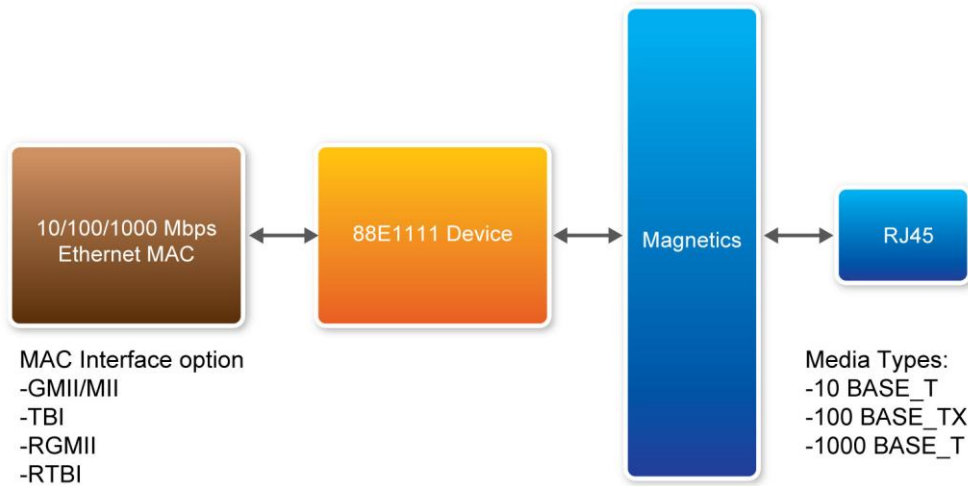 10/100/1000 Mbps
Ethernet MAC
88E1111 Device
Magnetics
RJ45
MAC Interface option
-GMII/MII
-TBI
-RGMII
-RTBI
Media Types:
-10 BASE_T
-100 BASE_TX
-1000 BASE_T